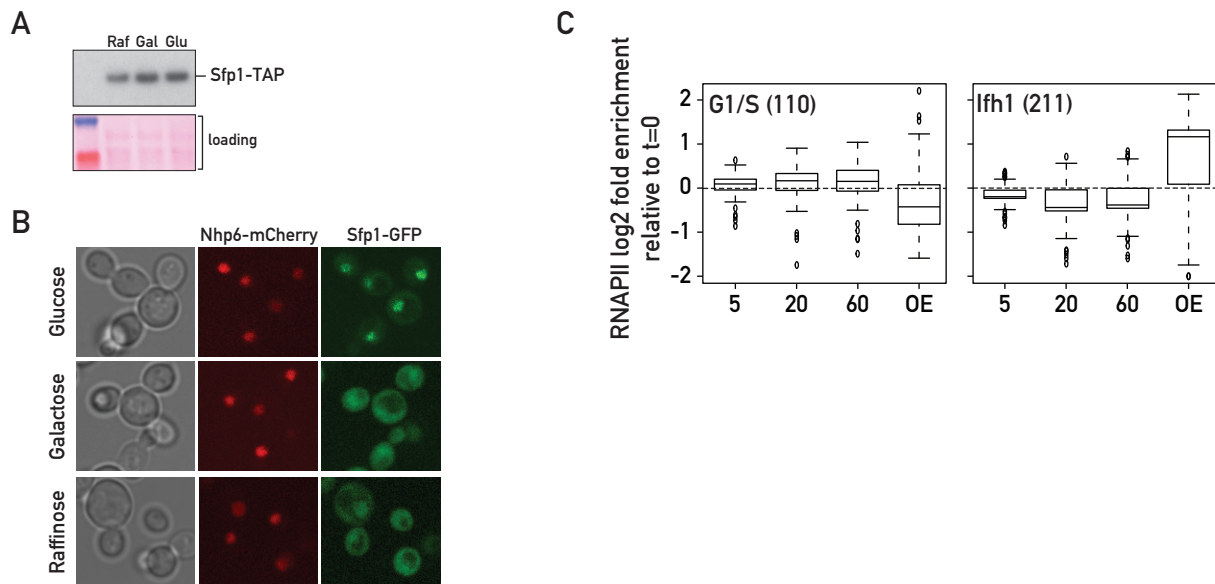 A
Raf Gal Glu
Sfp1-TAP
loading
B
Nhp6-mCherry Sfp1-GFP
Glucose
Galactose
Raffinose
C
RNAPII log2 fold enrichment
relative to t=0
2
1
0
-1
-2
G1/S (110)
Ifh1 (211)
5 20 60 OE
5 20 60 OE